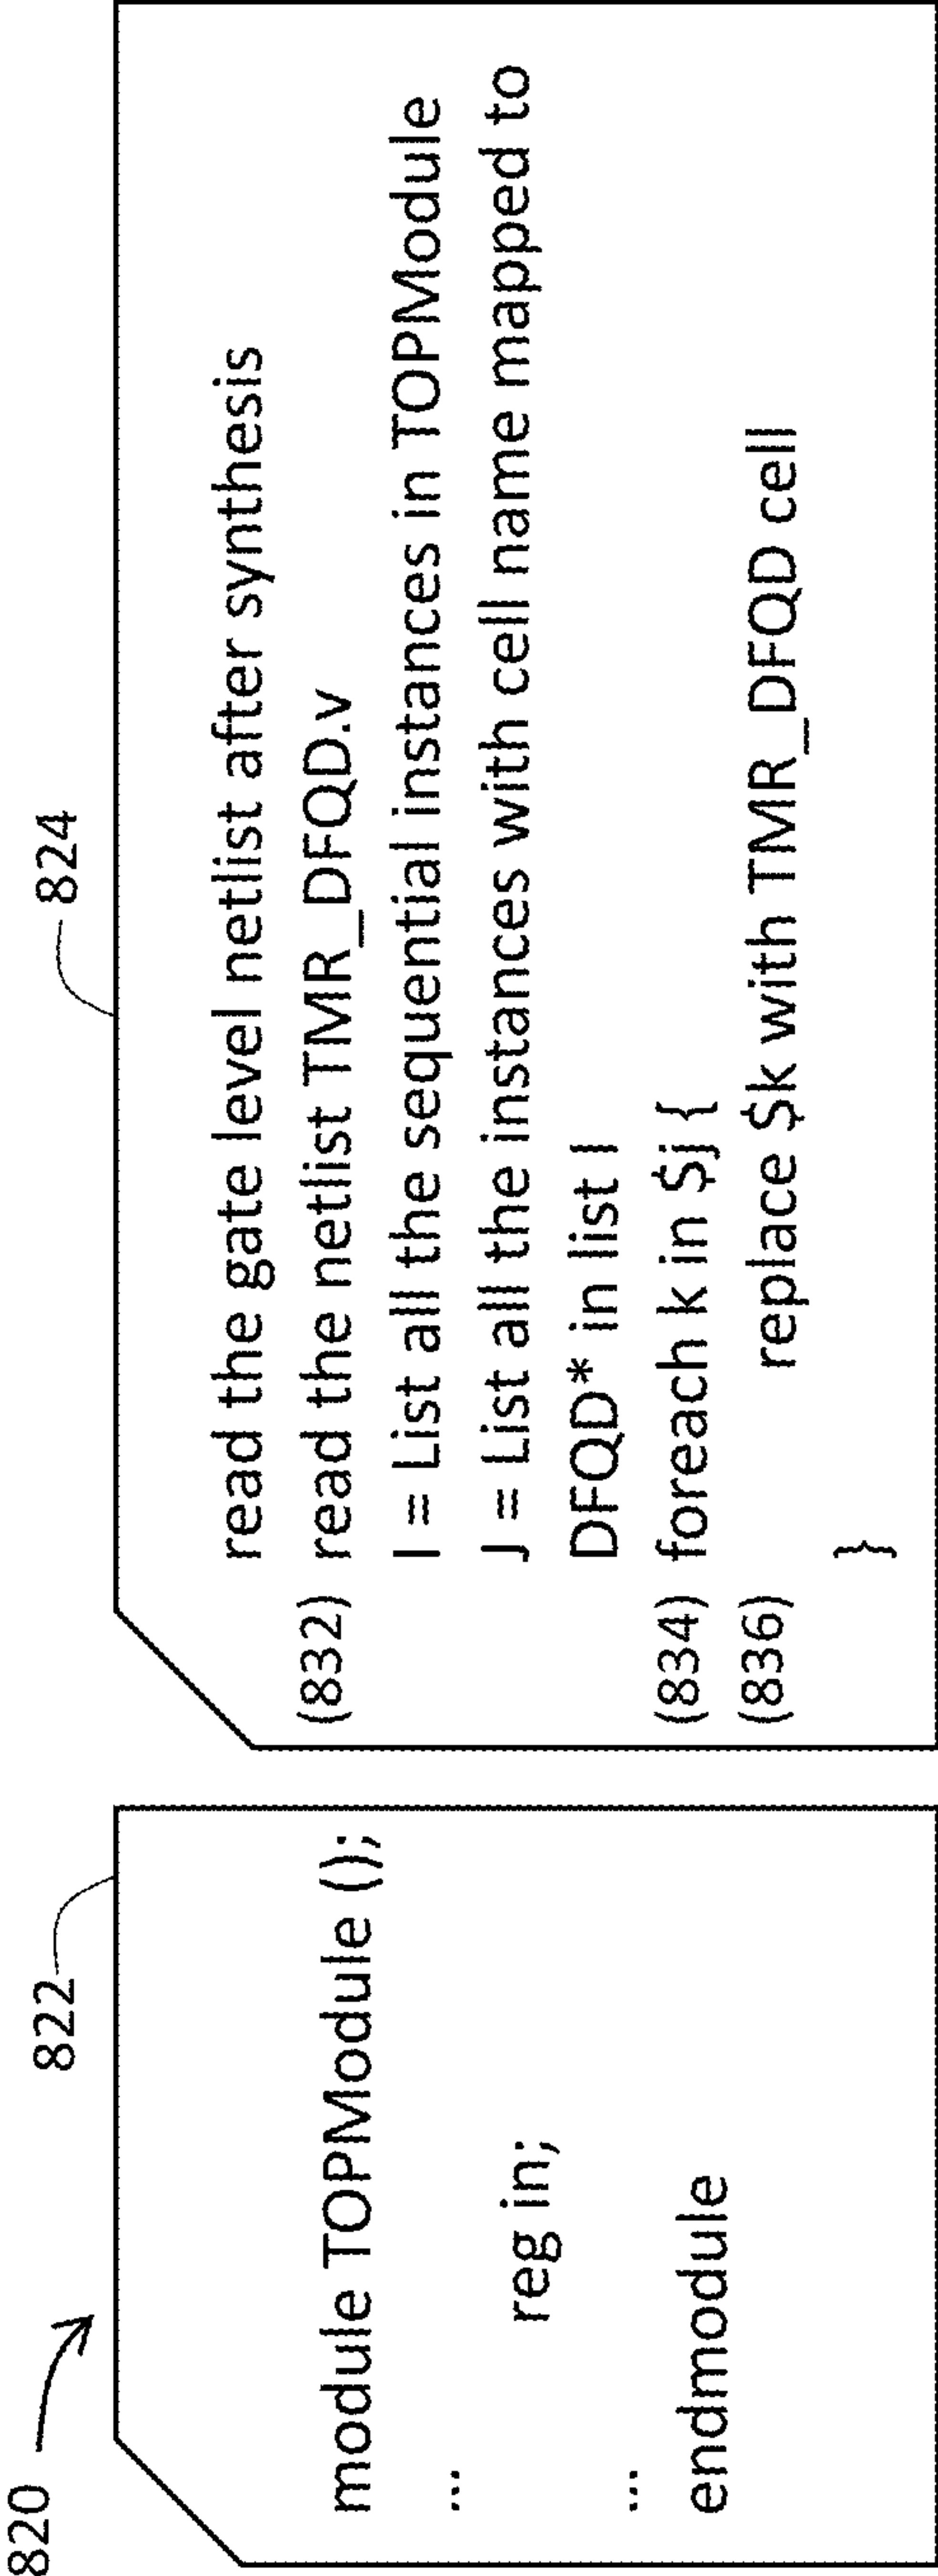 820
822
module TOPModule ();
...
reg in;
...
endmodule
824
read the gate level netlist after synthesis
(832) read the netlist TMR_DFQD.v
I = List all the sequential instances in TOPModule
J = List all the instances with cell name mapped to
DFQD* in list I
(834) foreach k in $j {
(836) replace $k with TMR_DFQD cell
}